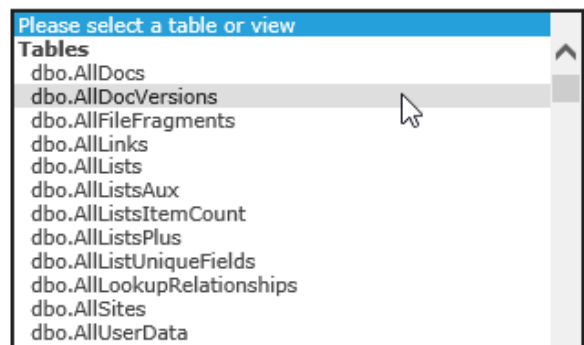 Please select a table or view
Tables
dbo.AllDocs
dbo.AllDocVersions
dbo.AllFileFragments
dbo.AllLinks
dbo.AllLists
dbo.AllListsAux
dbo.AllListsItemCount
dbo.AllListsPlus
dbo.AllListUniqueFields
dbo.AllLookupRelationships
dbo.AllSites
dbo.AllUserData